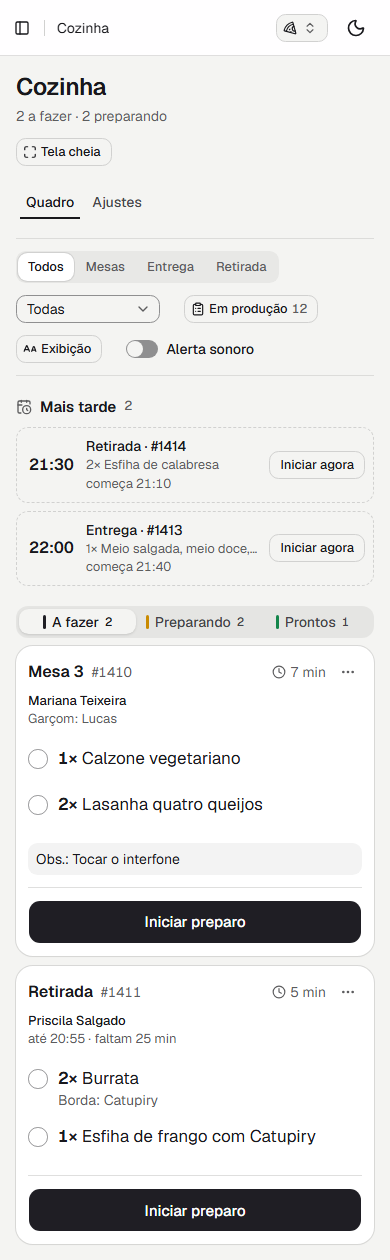 Cozinha
Cozinha
2 a fazer · 2 preparando
Tela cheia
Quadro Ajustes
Todos Mesas Entrega Retirada
Todas Em produção 12
AA Exibição Alerta sonoro
Mais tarde 2
Retirada · #1414
21:30 2× Esfiha de calabresa Iniciar agora
começa 21:10
Entrega · #1413
22:00 1× Meio salgada, meio doce,... Iniciar agora
começa 21:40
A fazer 2 Preparando 2 Prontos 1
Mesa 3 #1410 7 min
Mariana Teixeira
Garçom: Lucas
1× Calzone vegetariano
2× Lasanha quatro queijos
Obs.: Tocar o interfone
Iniciar preparo
Retirada #1411 5 min
Priscila Salgado
até 20:55 · faltam 25 min
2× Burrata
Borda: Catupiry
1× Esfiha de frango com Catupiry
Iniciar preparo